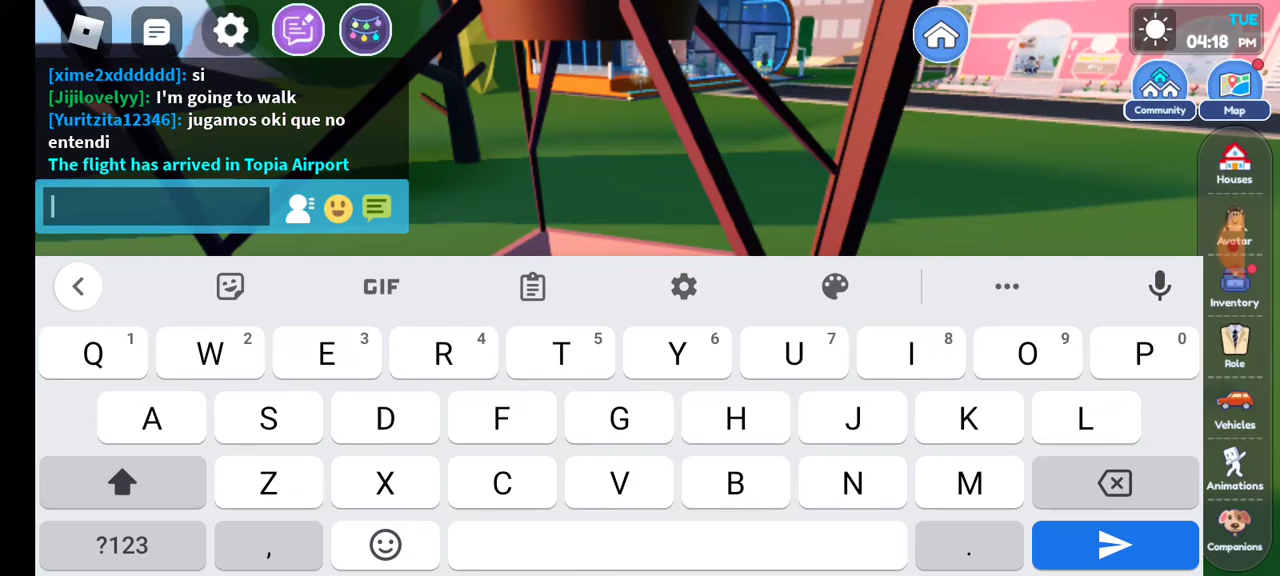 TUE
04:18 PM
[xime2xdddddd]: si
[Jijilovelyy]: I'm going to walk
[Yuritzita12346]: jugamos oki que no
entendi
The flight has arrived in Topia Airport
Community
Map
Houses
Avatar
Inventory
Role
Vehicles
Animations
Companions
GIF
Q 1 W 2 E 3 R 4 T 5 Y 6 U 7 I 8 O 9 P 0
A S D F G H J K L
Z X C V B N M
?123 , .